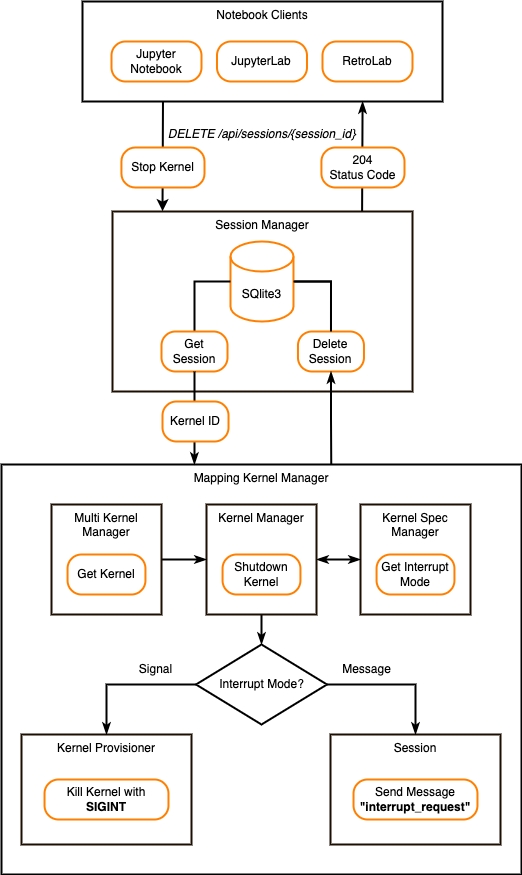 Notebook Clients
Jupyter
Notebook
JupyterLab
RetroLab
DELETE /api/sessions/{session_id}
Stop Kernel
204
Status Code
Session Manager
SQlite3
Get
Session
Delete
Session
Kernel ID
Mapping Kernel Manager
Multi Kernel
Manager
Get Kernel
Kernel Manager
Shutdown
Kernel
Kernel Spec
Manager
Get Interrupt
Mode
Signal
Interrupt Mode?
Message
Kernel Provisioner
Kill Kernel with
SIGINT
Session
Send Message
"interrupt_request"